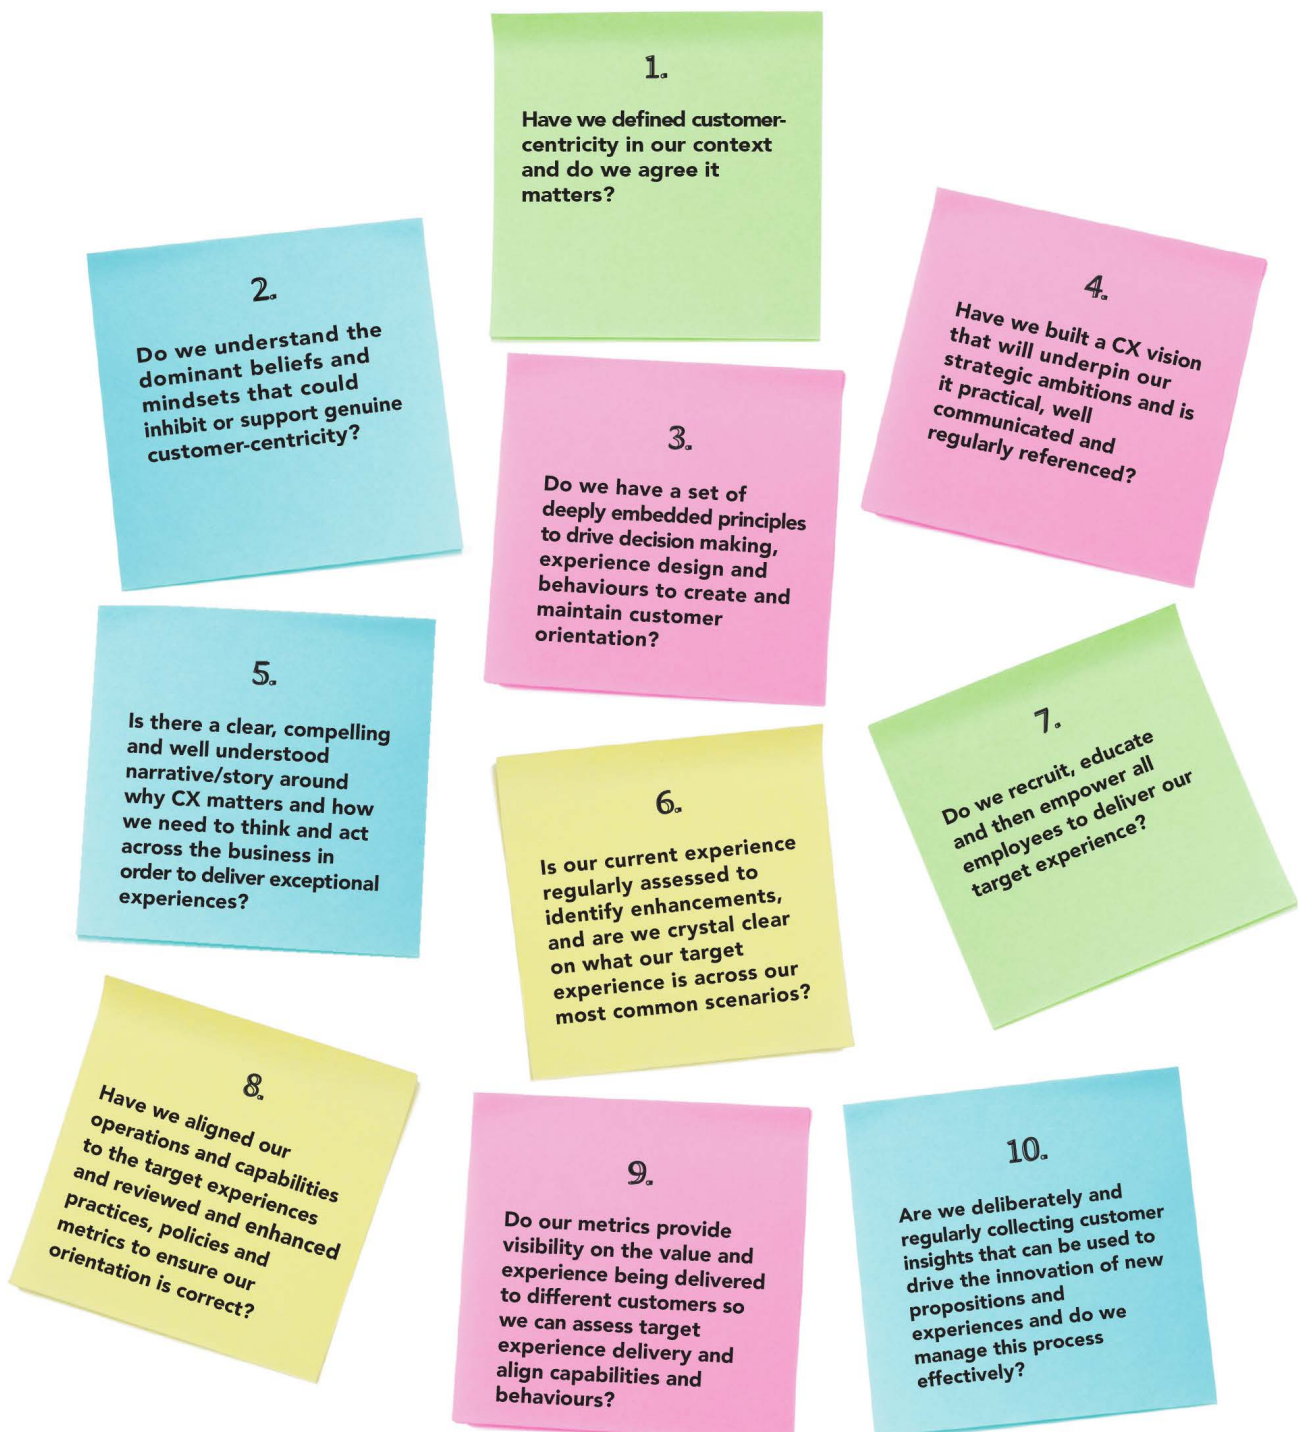 1.
Have we defined customer-
centricity in our context
and do we agree it
matters?
2.
Do we understand the
dominant beliefs and
mindsets that could
inhibit or support genuine
customer-centricity?
3.
Do we have a set of
deeply embedded principles
to drive decision making,
experience design and
behaviours to create and
maintain customer
orientation?
4.
Have we built a CX vision
that will underpin our
strategic ambitions and is
it practical, well
communicated and
regularly referenced?
5.
Is there a clear, compelling
and well understood
narrative/story around
why CX matters and how
we need to think and act
across the business in
order to deliver exceptional
experiences?
6.
Is our current experience
regularly assessed to
identify enhancements,
and are we crystal clear
on what our target
experience is across our
most common scenarios?
7.
Do we recruit, educate
and then empower all
employees to deliver our
target experience?
8.
Have we aligned our
operations and capabilities
to the target experiences
and reviewed and enhanced
practices, policies and
metrics to ensure our
orientation is correct?
9.
Do our metrics provide
visibility on the value and
experience being delivered
to different customers so
we can assess target
experience delivery and
align capabilities and
behaviours?
10.
Are we deliberately and
regularly collecting customer
insights that can be used to
drive the innovation of new
propositions and
experiences and do we
manage this process
effectively?